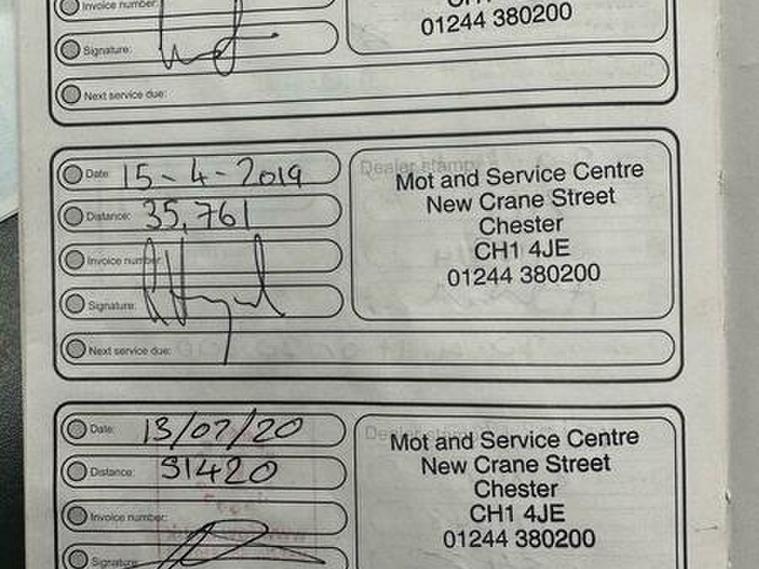 Invoice number:
Signature:
01244 380200
Next service due:
Date: 15-4-2019
Distance: 35,761
Invoice number:
Signature:
Dealer stamp:
Mot and Service Centre
New Crane Street
Chester
CH1 4JE
01244 380200
Next service due:
Date: 13/07/20
Distance: 51420
Invoice number:
Signature
Mot and Service Centre
New Crane Street
Chester
CH1 4JE
01244 380200